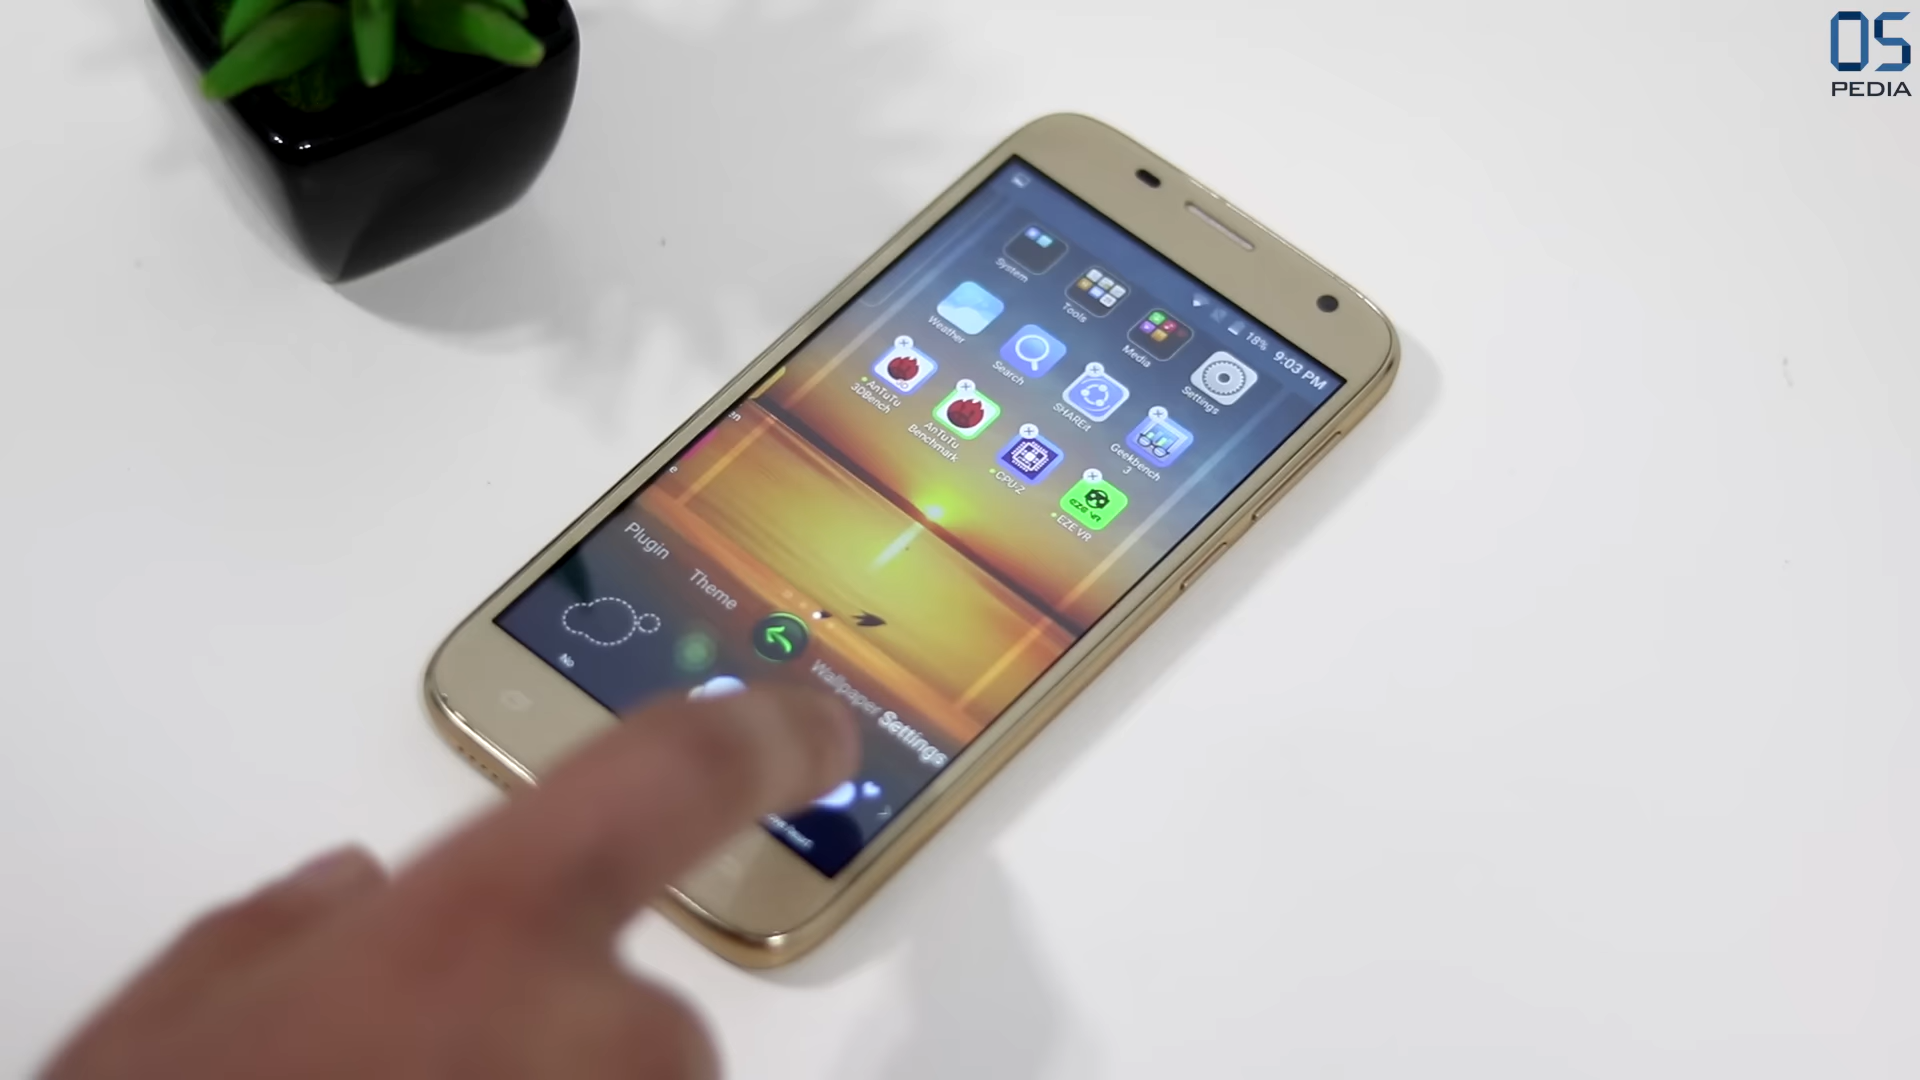 OS
PEDIA
18% 9:03 PM
System
Tools
Media
Settings
Weather
Search
SHAREit
Geekbench
3
AnTuTu
3DBench
AnTuTu
Benchmark
CPU-Z
EZE VR
en
e
Plugin
Theme
Wallpaper
Settings
No